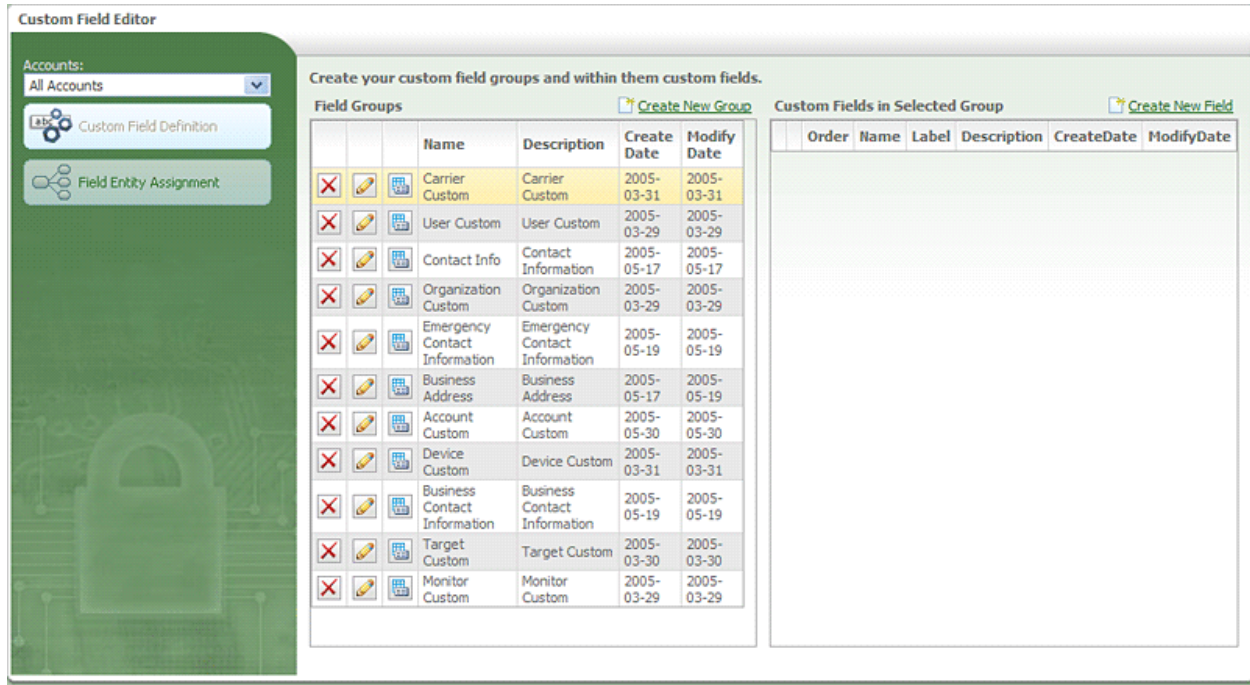 Custom Field Editor
Accounts:
All Accounts
abc
Custom Field Definition
Field Entity Assignment
Create your custom field groups and within them custom fields.
Field Groups
Create New Group
Name
Description
Create
Date
Modify
Date
Carrier
Custom
Carrier
Custom
2005-
03-31
2005-
03-31
User Custom
User Custom
2005-
03-29
2005-
03-29
Contact Info
Contact
Information
2005-
05-17
2005-
05-17
Organization
Custom
Organization
Custom
2005-
03-29
2005-
03-29
Emergency
Contact
Information
Emergency
Contact
Information
2005-
05-19
2005-
05-19
Business
Address
Business
Address
2005-
05-17
2005-
05-19
Account
Custom
Account
Custom
2005-
05-30
2005-
05-30
Device
Custom
Device Custom
2005-
03-31
2005-
03-31
Business
Contact
Information
Business
Contact
Information
2005-
05-19
2005-
05-19
Target
Custom
Target Custom
2005-
03-30
2005-
03-30
Monitor
Custom
Monitor
Custom
2005-
03-29
2005-
03-29
Custom Fields in Selected Group
Create New Field
Order
Name
Label
Description
CreateDate
ModifyDate